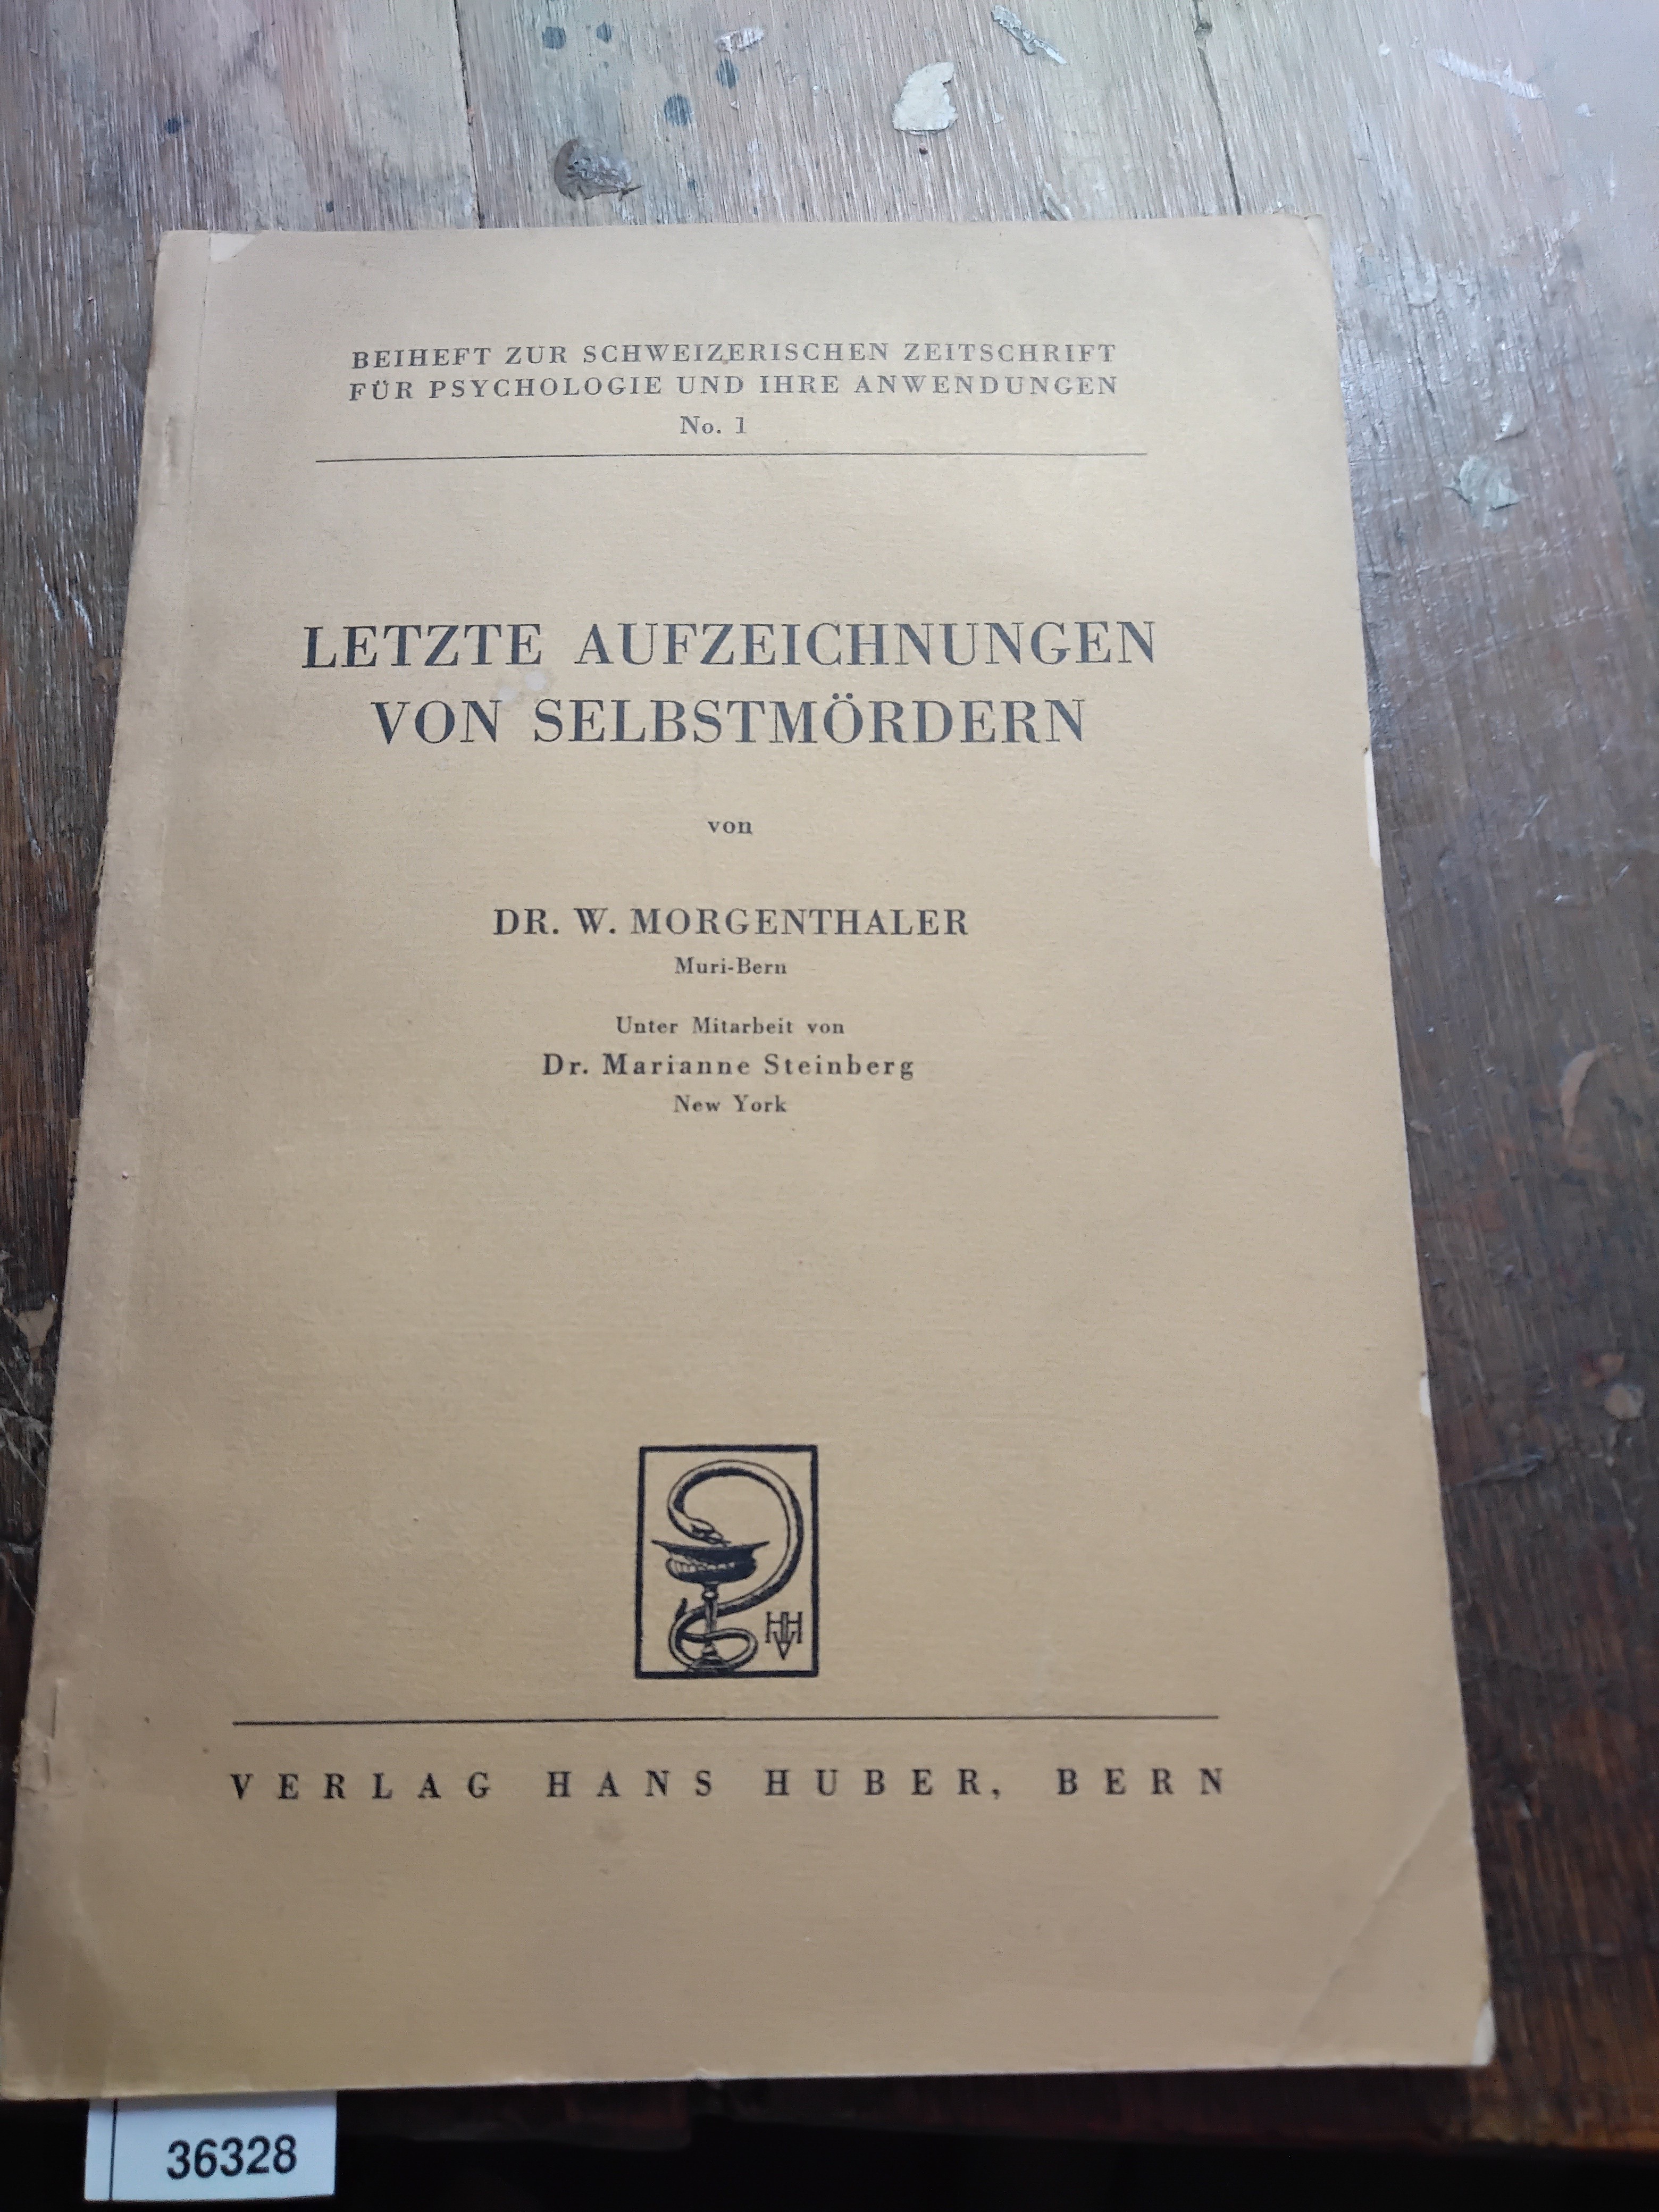 BEIHEFT ZUR SCHWEIZERISCHEN ZEITSCHRIFT
FÜR PSYCHOLOGIE UND IHRE ANWENDUNGEN
No. 1
LETZTE AUFZEICHNUNGEN
VON SELBSTMÖRDERN
von
DR. W. MORGENTHALER
Muri-Bern
Unter Mitarbeit von
Dr. Marianne Steinberg
New York
VERLAG HANS HUBER, BERN
36328